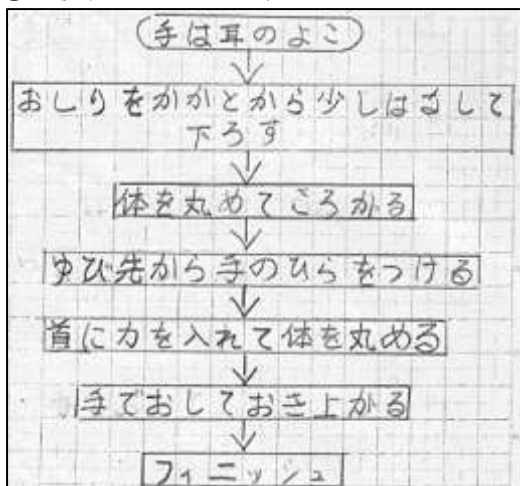 手は耳のよこ
おしりをかかとから少しはなして
下ろす
体を丸めてころがる
ゆび先から手のひらをつける
首に力を入れて体を丸める
手でおしておき上がる
フィニッシュ